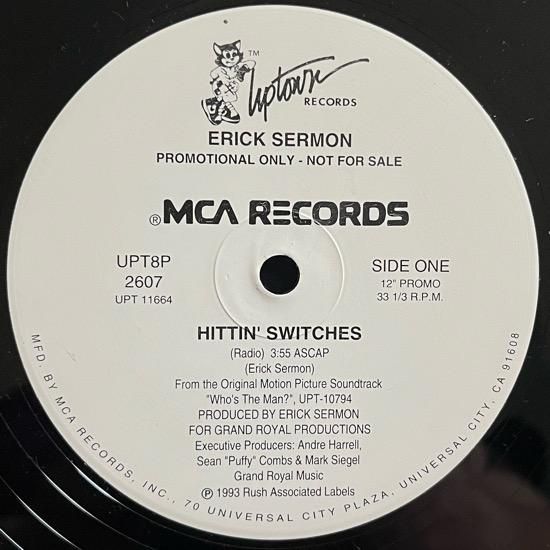 TM
Uptown
RECORDS
ERICK SERMON
PROMOTIONAL ONLY - NOT FOR SALE
® MCA RECORDS
UPT8P
2607
UPT 11664
SIDE ONE
12" PROMO
33 1/3 R.P.M.
HITTIN' SWITCHES
(Radio) 3:55 ASCAP
(Erick Sermon)
From the Original Motion Picture Soundtrack
"Who's The Man?", UPT-10794
PRODUCED BY ERICK SERMON
FOR GRAND ROYAL PRODUCTIONS
Executive Producers: Andre Harrell,
Sean "Puffy" Combs & Mark Siegel
Grand Royal Music
℗ 1993 Rush Associated Labels
MFD. BY MCA RECORDS, INC., 70 UNIVERSAL CITY PLAZA, UNIVERSAL CITY, CA 91608